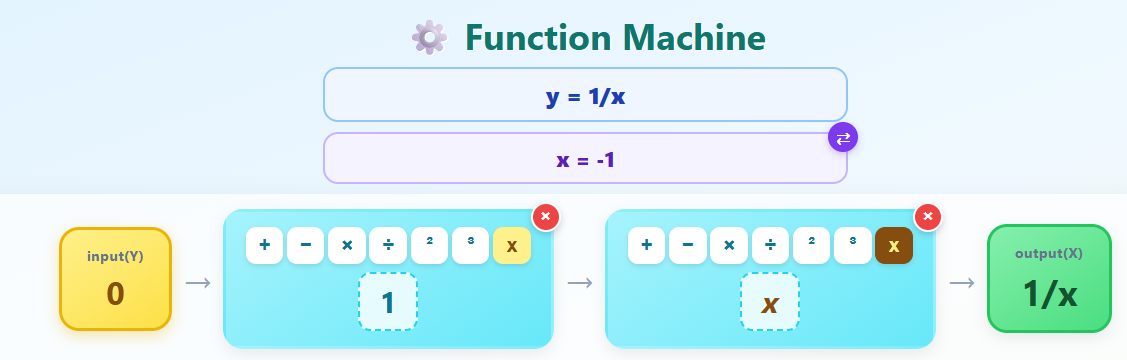 Function Machine
y = 1/x
⇄
x = -1
× ×
input(Y) + − × ÷ ² ³ x + − × ÷ ² ³ x output(X)
0 → 1 → x → 1/x